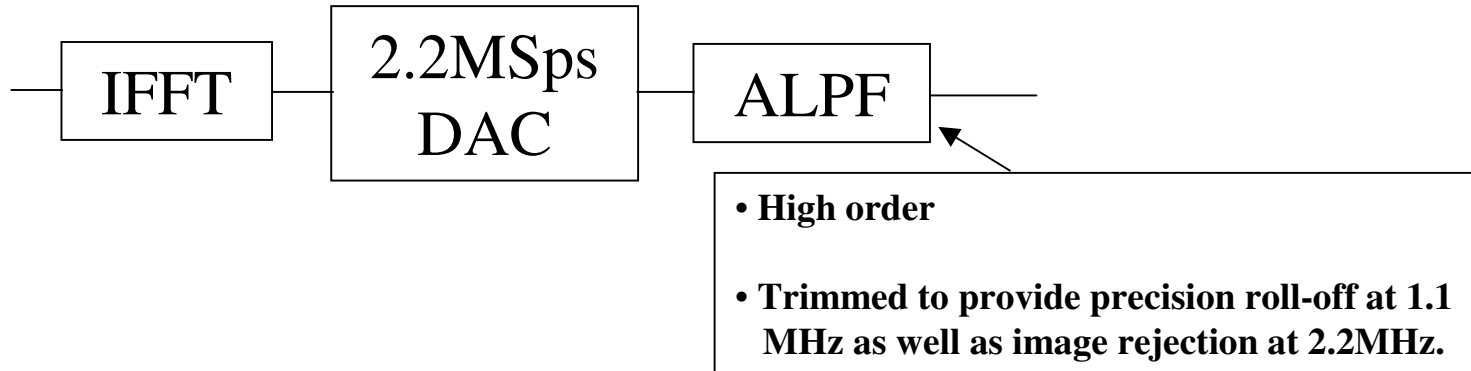 IFFT
2.2MSps
DAC
ALPF
• High order
• Trimmed to provide precision roll-off at 1.1
MHz as well as image rejection at 2.2MHz.